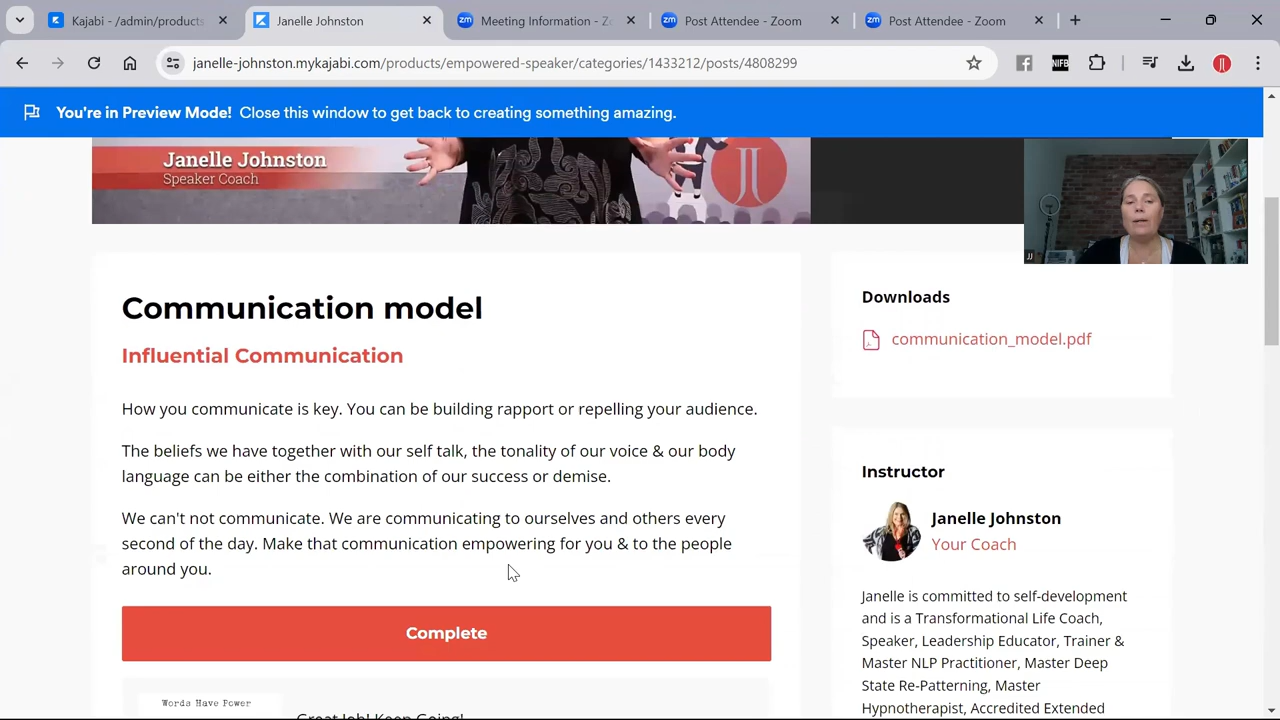 Kajabi - /admin/products
Janelle Johnston
Meeting Information - Z
Post Attendee - Zoom
Post Attendee - Zoom
janelle-johnston.mykajabi.com/products/empowered-speaker/categories/1433212/posts/4808299
NIFB
You're in Preview Mode! Close this window to get back to creating something amazing.
Janelle Johnston
Speaker Coach
JJ
Communication model
Influential Communication
How you communicate is key. You can be building rapport or repelling your audience.
The beliefs we have together with our self talk, the tonality of our voice & our body
language can be either the combination of our success or demise.
We can't not communicate. We are communicating to ourselves and others every
second of the day. Make that communication empowering for you & to the people
around you.
Complete
Words Have Power
Great Job! Keep Going!
Downloads
communication_model.pdf
Instructor
Janelle Johnston
Your Coach
Janelle is committed to self-development
and is a Transformational Life Coach,
Speaker, Leadership Educator, Trainer &
Master NLP Practitioner, Master Deep
State Re-Patterning, Master
Hypnotherapist, Accredited Extended